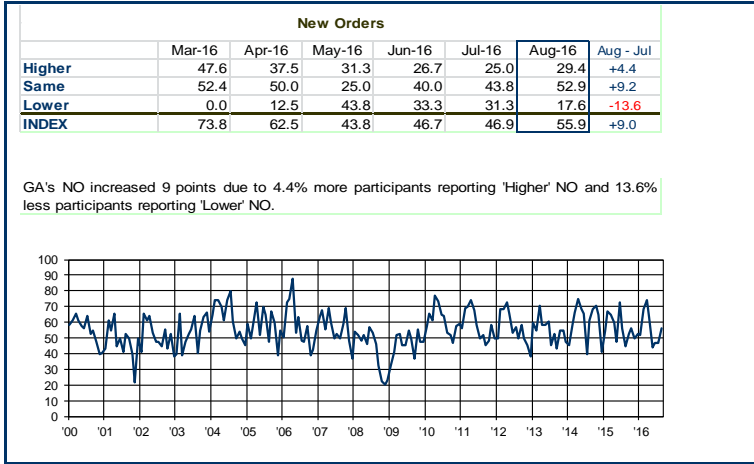 New Orders
Mar-16 Apr-16 May-16 Jun-16 Jul-16 Aug-16 Aug - Jul
Higher 47.6 37.5 31.3 26.7 25.0 29.4 +4.4
Same 52.4 50.0 25.0 40.0 43.8 52.9 +9.2
Lower 0.0 12.5 43.8 33.3 31.3 17.6 -13.6
INDEX 73.8 62.5 43.8 46.7 46.9 55.9 +9.0
GA's NO increased 9 points due to 4.4% more participants reporting 'Higher' NO and 13.6%
less participants reporting 'Lower' NO.
100
90
80
70
60
50
40
30
20
10
0
'00 '01 '02 '03 '04 '05 '06 '07 '08 '09 '10 '11 '12 '13 '14 '15 '16